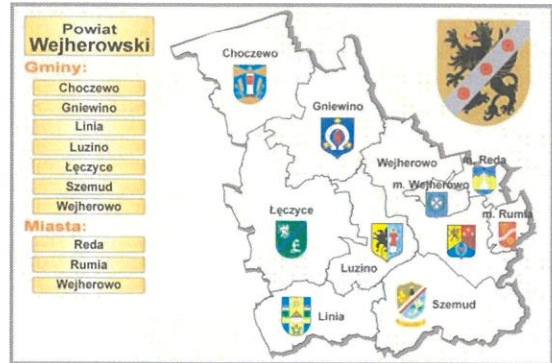 Powiat
Wejherowski
Gminy:
Choczewo
Gniewino
Linia
Luzino
Łęczyce
Szemud
Wejherowo
Miasta:
Reda
Rumia
Wejherowo
Choczewo
Gniewino
Wejherowo
m. Reda
m. Wejherowo
Łęczyce
m. Rumia
Luzino
Linia
Szemud